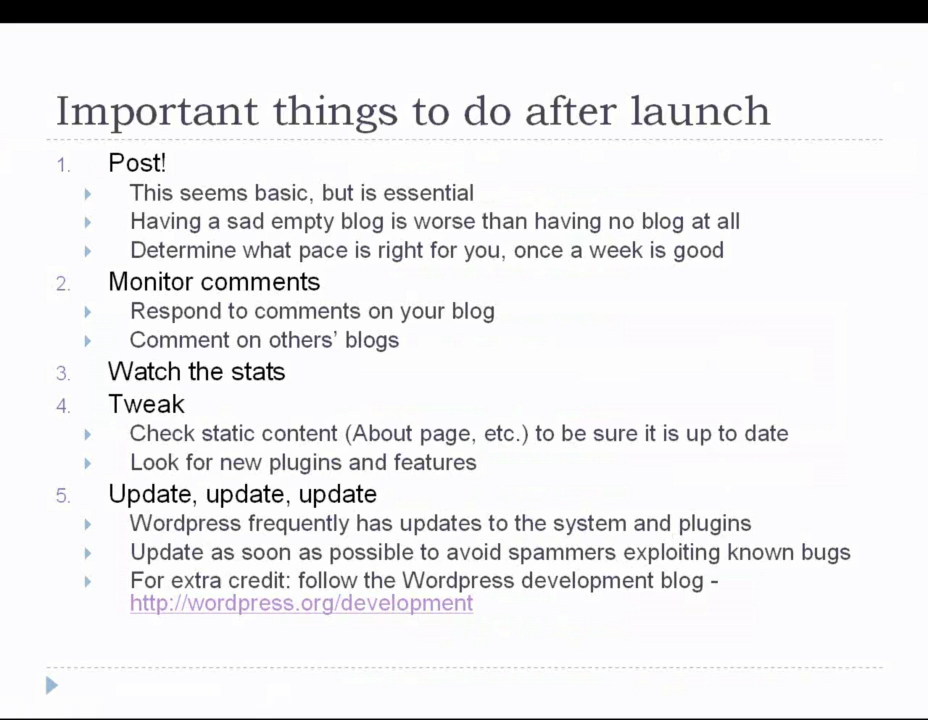 Important things to do after launch
1. Post!
This seems basic, but is essential
Having a sad empty blog is worse than having no blog at all
Determine what pace is right for you, once a week is good
2. Monitor comments
Respond to comments on your blog
Comment on others’ blogs
3. Watch the stats
4. Tweak
Check static content (About page, etc.) to be sure it is up to date
Look for new plugins and features
5. Update, update, update
Wordpress frequently has updates to the system and plugins
Update as soon as possible to avoid spammers exploiting known bugs
For extra credit: follow the Wordpress development blog -
http://wordpress.org/development